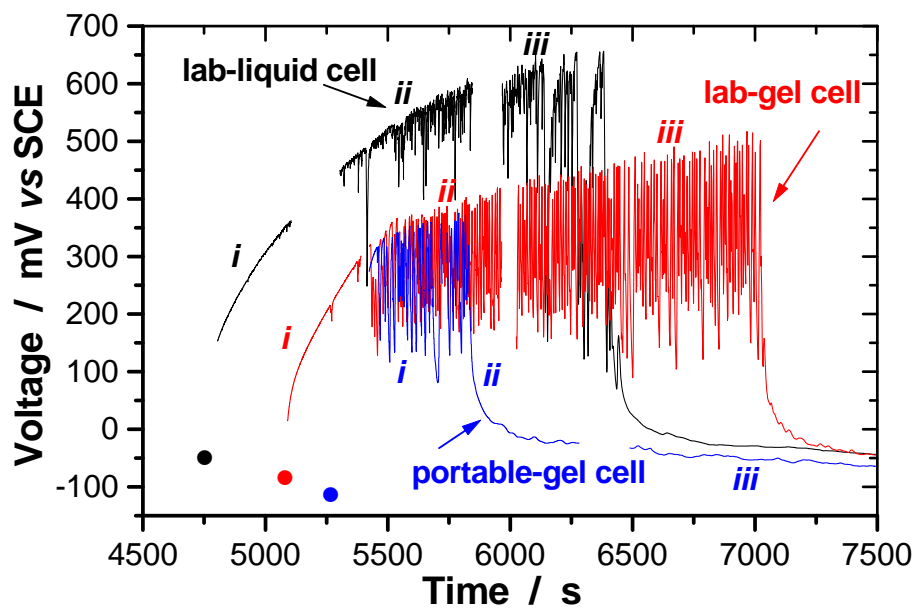 700
600
500
400
300
200
100
0
-100
Voltage / mV vs SCE
4500
5000
5500
6000
6500
7000
7500
Time / s
lab-liquid cell
lab-gel cell
portable-gel cell
i
ii
iii
i
ii
iii
i
ii
iii